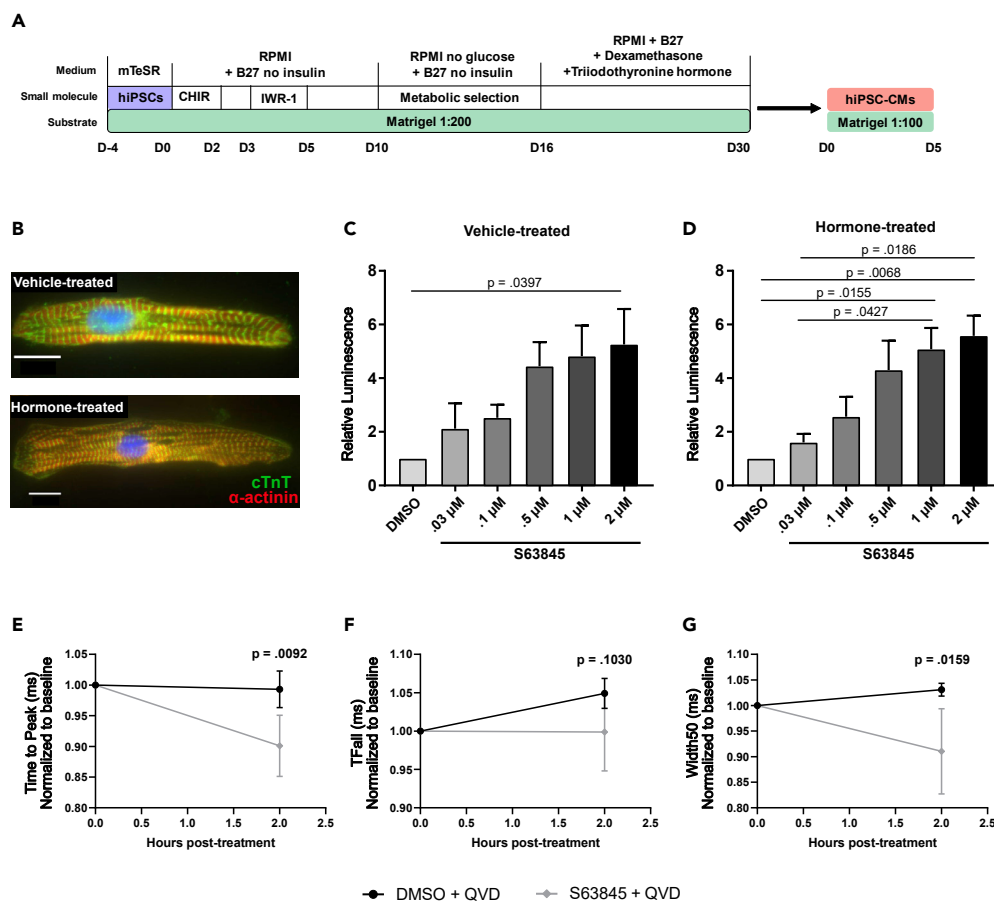 A
Medium
mTeSR
RPMI
+ B27 no insulin
RPMI no glucose
+ B27 no insulin
RPMI + B27
+ Dexamethasone
+Triiodothyronine hormone
Small molecule
hiPSCs
CHIR
IWR-1
Metabolic selection
hiPSC-CMs
Substrate
Matrigel 1:200
Matrigel 1:100
D-4
D0
D2
D3
D5
D10
D16
D30
D0
D5
B
Vehicle-treated
Hormone-treated
cTnT
α-actinin
C
Vehicle-treated
Relative Luminescence
8
6
4
2
0
p = .0397
DMSO
.03 µM
.1 µM
.5 µM
1 µM
2 µM
S63845
D
Hormone-treated
Relative Luminescence
8
6
4
2
0
p = .0186
p = .0068
p = .0155
p = .0427
DMSO
.03 µM
.1 µM
.5 µM
1 µM
2 µM
S63845
E
Time to Peak (ms)
Normalized to baseline
1.05
1.00
0.95
0.90
0.85
0.80
p = .0092
0.0
0.5
1.0
1.5
2.0
2.5
Hours post-treatment
F
TFall (ms)
Normalized to baseline
1.10
1.05
1.00
0.95
0.90
p = .1030
0.0
0.5
1.0
1.5
2.0
2.5
Hours post-treatment
G
Width50 (ms)
Normalized to baseline
1.10
1.05
1.00
0.95
0.90
0.85
0.80
p = .0159
0.0
0.5
1.0
1.5
2.0
2.5
Hours post-treatment
DMSO + QVD
S63845 + QVD